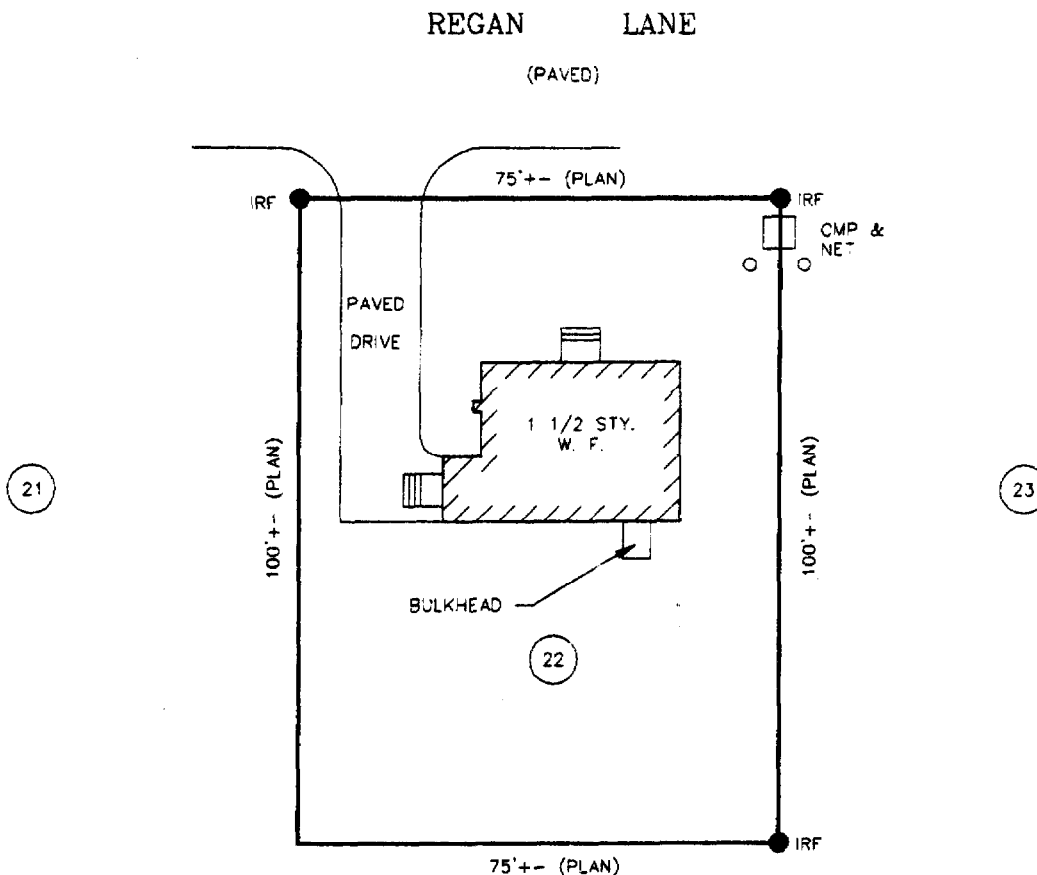 REGAN LANE
(PAVED)
75'+- (PLAN)
IRF
IRF
CMP &
NET
PAVED
DRIVE
1 1/2 STY.
W. F.
100'+- (PLAN)
100'+- (PLAN)
21
23
BULKHEAD
22
IRF
75'+- (PLAN)